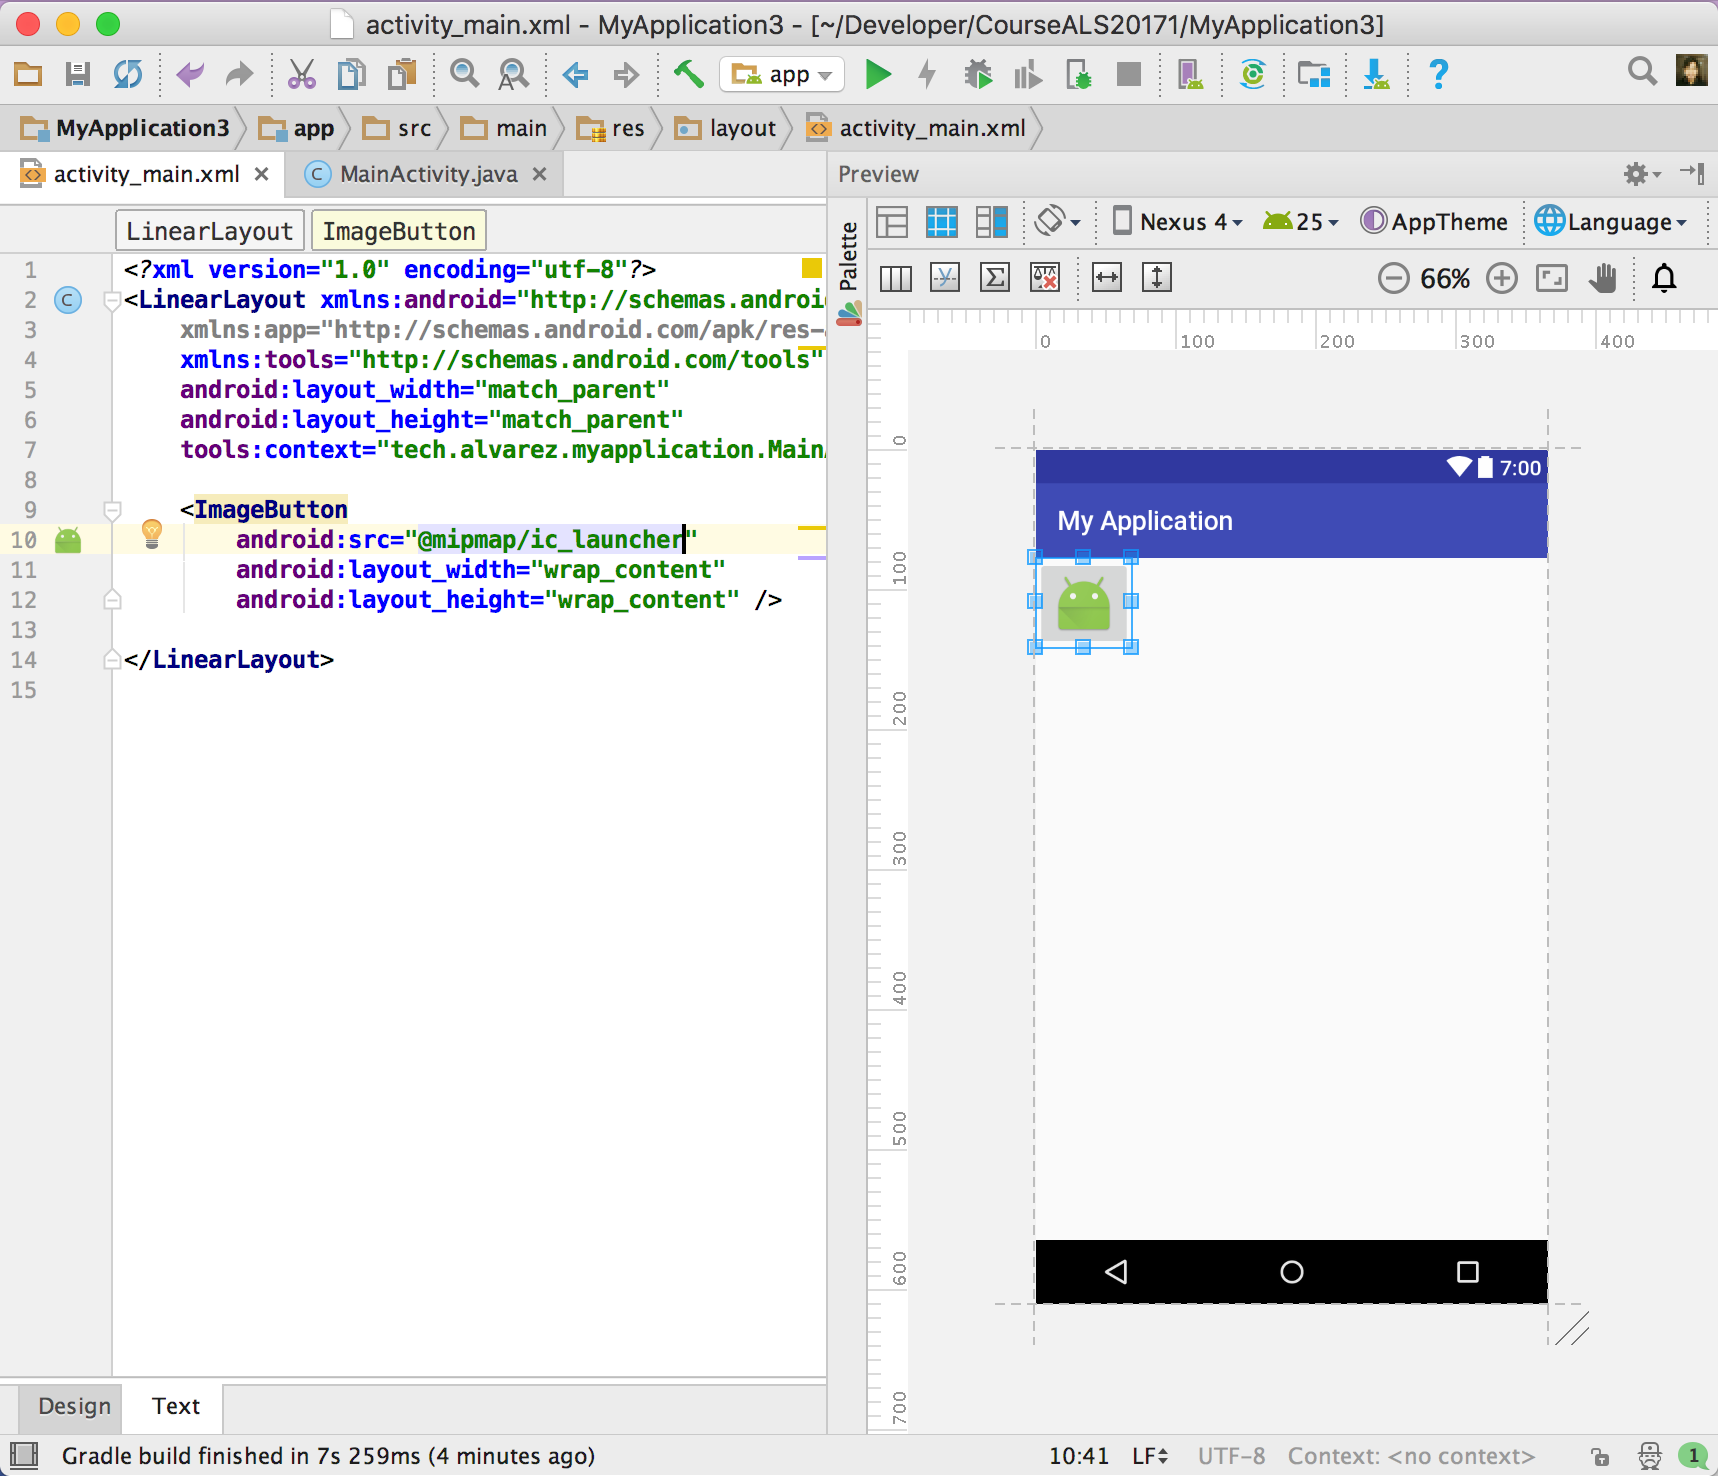 activity_main.xml - MyApplication3 - [~/Developer/CourseALS20171/MyApplication3]
app
MyApplication3 app src main res layout activity_main.xml
activity_main.xml MainActivity.java
LinearLayout ImageButton
1 <?xml version="1.0" encoding="utf-8"?>
2 <LinearLayout xmlns:android="http://schemas.androi
3 xmlns:app="http://schemas.android.com/apk/res-
4 xmlns:tools="http://schemas.android.com/tools"
5 android:layout_width="match_parent"
6 android:layout_height="match_parent"
7 tools:context="tech.alvarez.myapplication.Main
8
9 <ImageButton
10 android:src="@mipmap/ic_launcher"
11 android:layout_width="wrap_content"
12 android:layout_height="wrap_content" />
13
14 </LinearLayout>
15
Design Text
Preview
Palette
Nexus 4 25 AppTheme Language
66%
0 100 200 300 400
0
100
200
300
400
500
600
700
7:00
My Application
Gradle build finished in 7s 259ms (4 minutes ago) 10:41 LF UTF-8 Context: <no context> 1